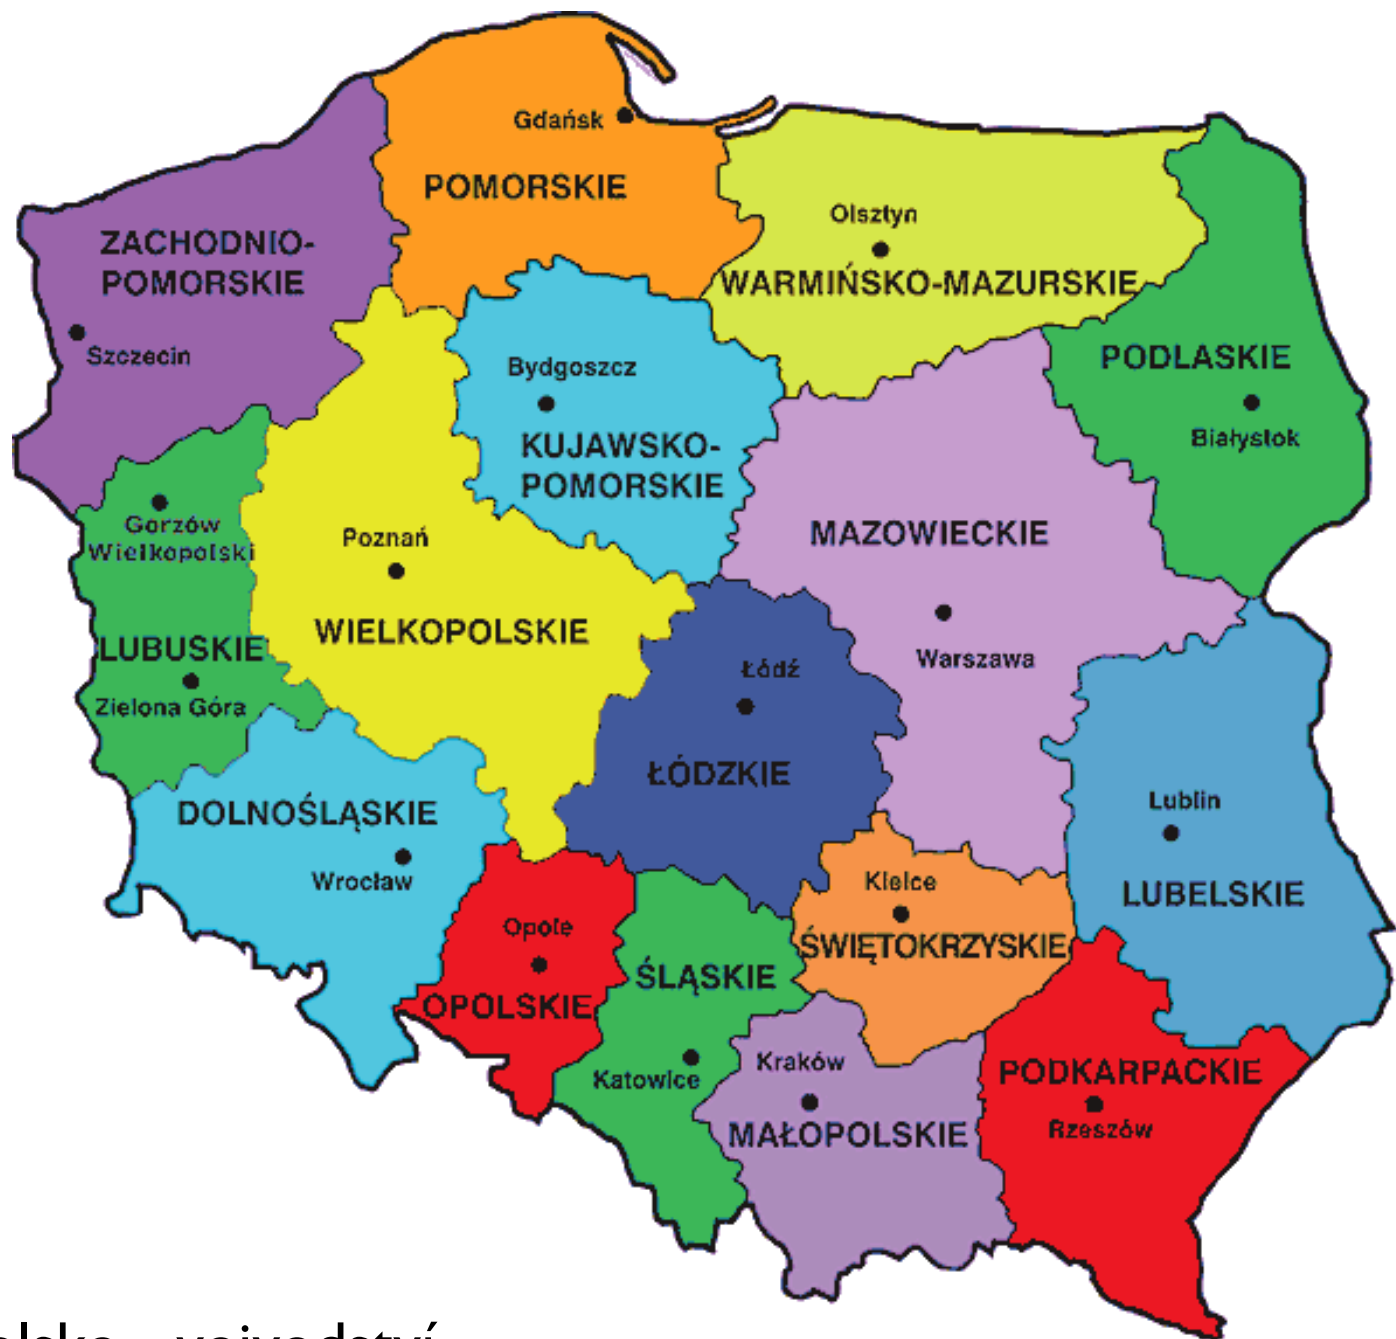 Gdańsk
POMORSKIE
Olsztyn
WARMIŃSKO-MAZURSKIE
ZACHODNIO-
POMORSKIE
Szczecin
PODLASKIE
Białystok
Bydgoszcz
KUJAWSKO-
POMORSKIE
Gorzów
Wielkopolski
LUBUSKIE
Zielona Góra
Poznań
WIELKOPOLSKIE
MAZOWIECKIE
Warszawa
Łódź
ŁÓDZKIE
DOLNOŚLĄSKIE
Wrocław
Lublin
LUBELSKIE
Kielce
ŚWIĘTOKRZYSKIE
Opole
OPOLSKIE
ŚLĄSKIE
Katowice
Kraków
MAŁOPOLSKIE
PODKARPACKIE
Rzeszów